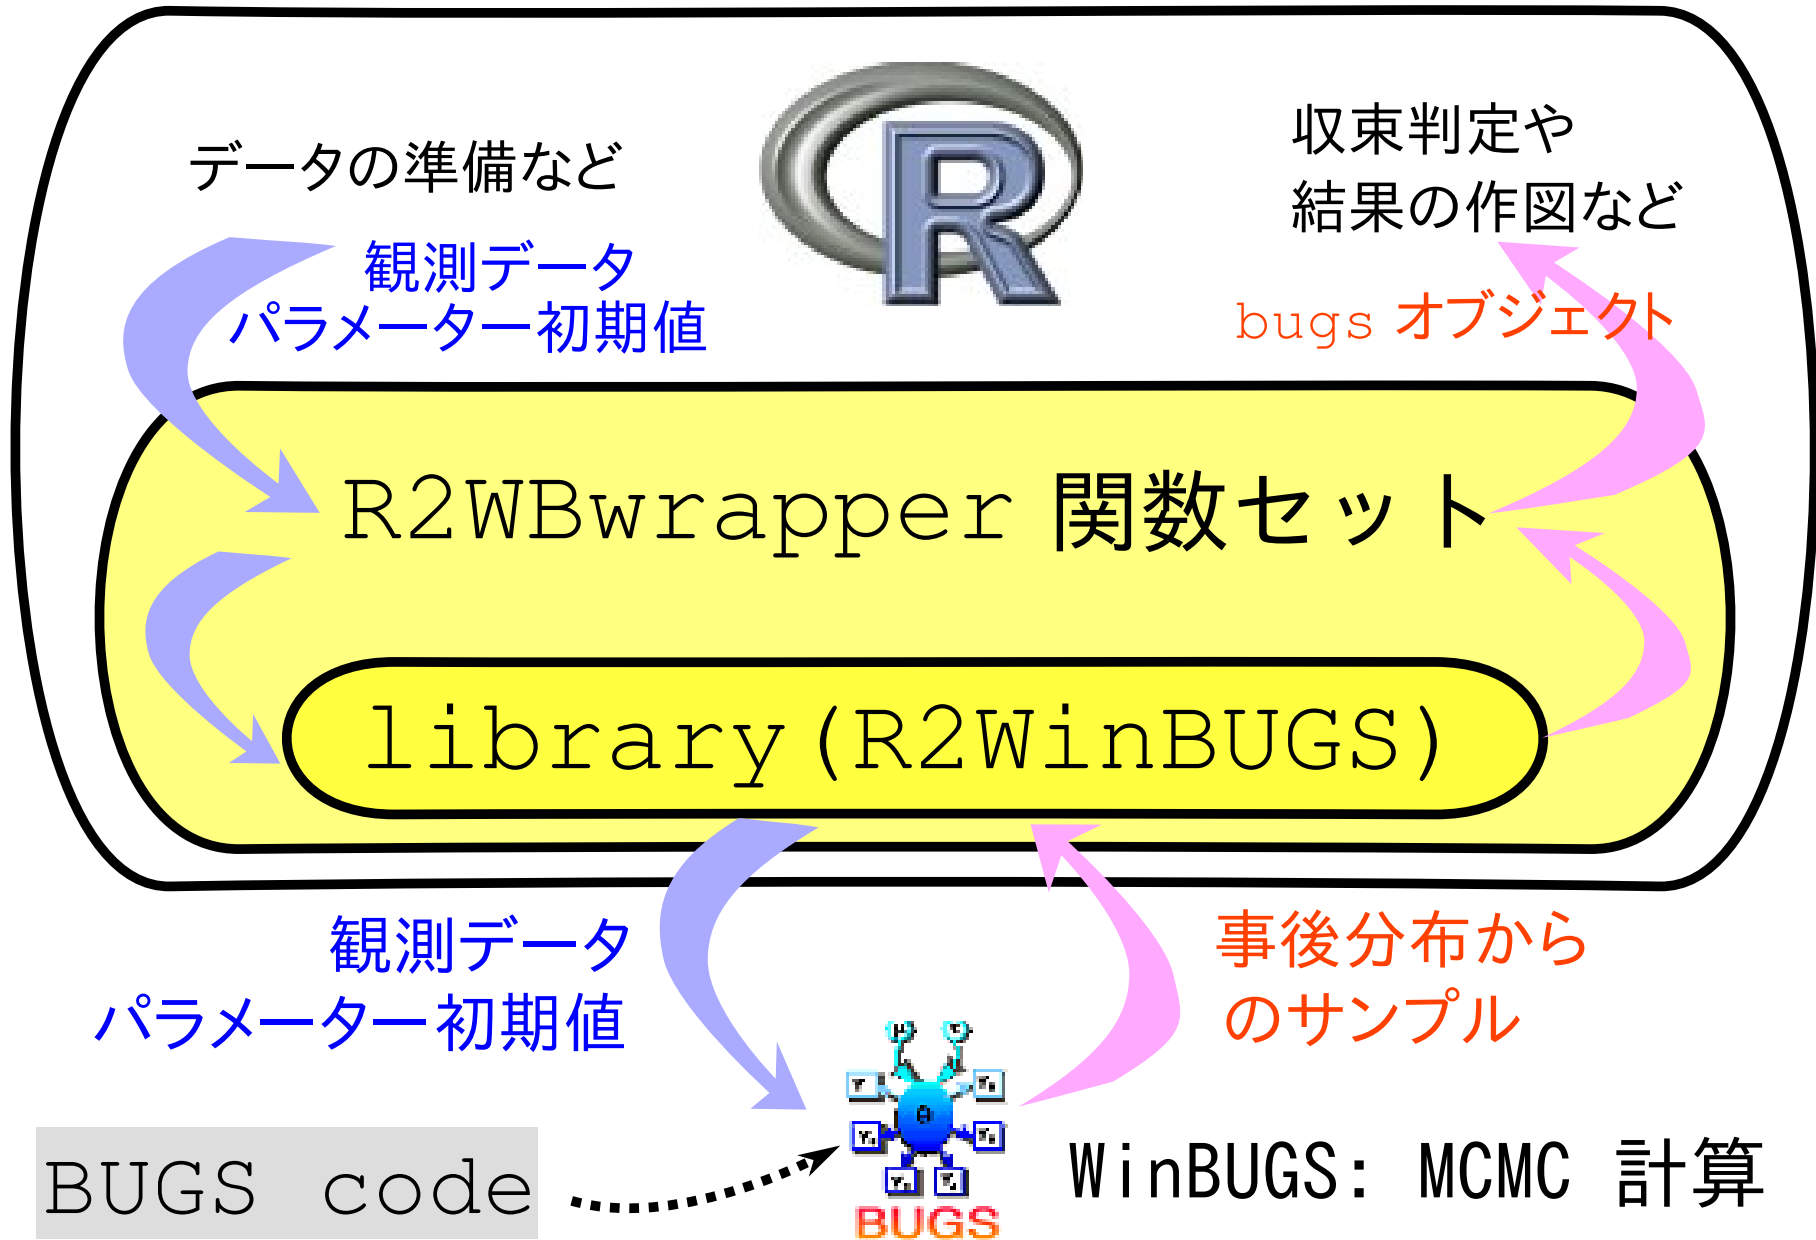 データの準備など
観測データ
パラメーター初期値
R
収束判定や
結果の作図など
bugs オブジェクト
R2WBwrapper 関数セット
library(R2WinBUGS)
観測データ
パラメーター初期値
事後分布から
のサンプル
BUGS code
θ
BUGS
WinBUGS: MCMC 計算